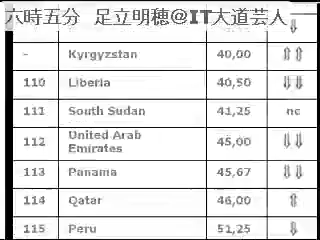 六時五分 足立明穂@IT大道芸人
⇓
- Kyrgyzstan 40,00 ⇑⇑
110 Liberia 40,50 ⇓⇓
111 South Sudan 41,25 nc
112 United Arab Emirates 45,00 ⇓⇓
113 Panama 45,67 ⇓⇓
114 Qatar 46,00 ⇑
115 Peru 51,25 ⇓